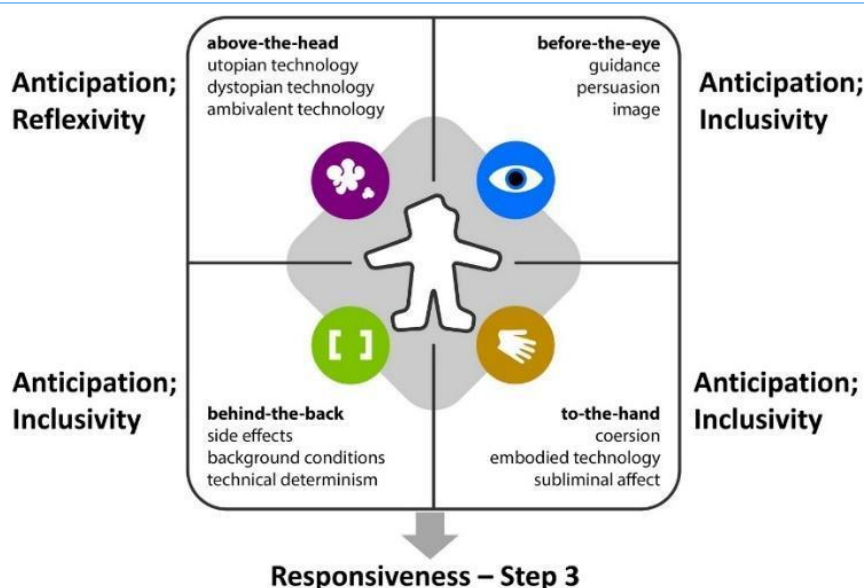 above-the-head
utopian technology
dystopian technology
ambivalent technology
before-the-eye
guidance
persuasion
image
Anticipation;
Reflexivity
Anticipation;
Inclusivity
[ ]
Anticipation;
Inclusivity
Anticipation;
Inclusivity
behind-the-back
side effects
background conditions
technical determinism
to-the-hand
coersion
embodied technology
subliminal affect
Responsiveness – Step 3